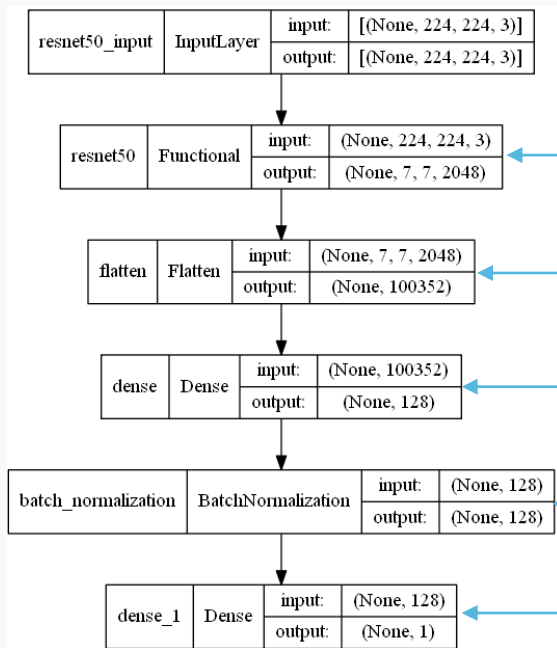 resnet50_input InputLayer input: [(None, 224, 224, 3)]
output: [(None, 224, 224, 3)]
resnet50 Functional input: (None, 224, 224, 3)
output: (None, 7, 7, 2048)
flatten Flatten input: (None, 7, 7, 2048)
output: (None, 100352)
dense Dense input: (None, 100352)
output: (None, 128)
batch_normalization BatchNormalization input: (None, 128)
output: (None, 128)
dense_1 Dense input: (None, 128)
output: (None, 1)